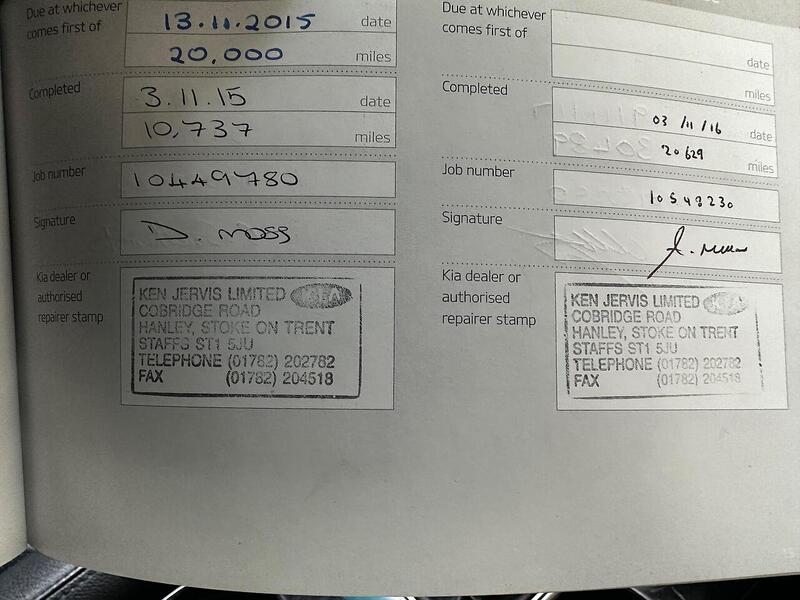 Due at whichever
comes first of
13.11.2015 date
20,000 miles
Completed
3.11.15 date
10,737 miles
Job number
10449780
Signature
D. MOSS
Kia dealer or
authorised
repairer stamp
KEN JERVIS LIMITED KIA
COBRIDGE ROAD
HANLEY, STOKE ON TRENT
STAFFS ST1 5JU
TELEPHONE (01782) 202782
FAX (01782) 204518
Due at whichever
comes first of
date
miles
Completed
03/11/16 date
20629 miles
Job number
10548230
Signature
Kia dealer or
authorised
repairer stamp
KEN JERVIS LIMITED
COBRIDGE ROAD
HANLEY, STOKE ON TRENT
STAFFS ST1 5JU
TELEPHONE (01782) 202782
FAX (01782) 204518